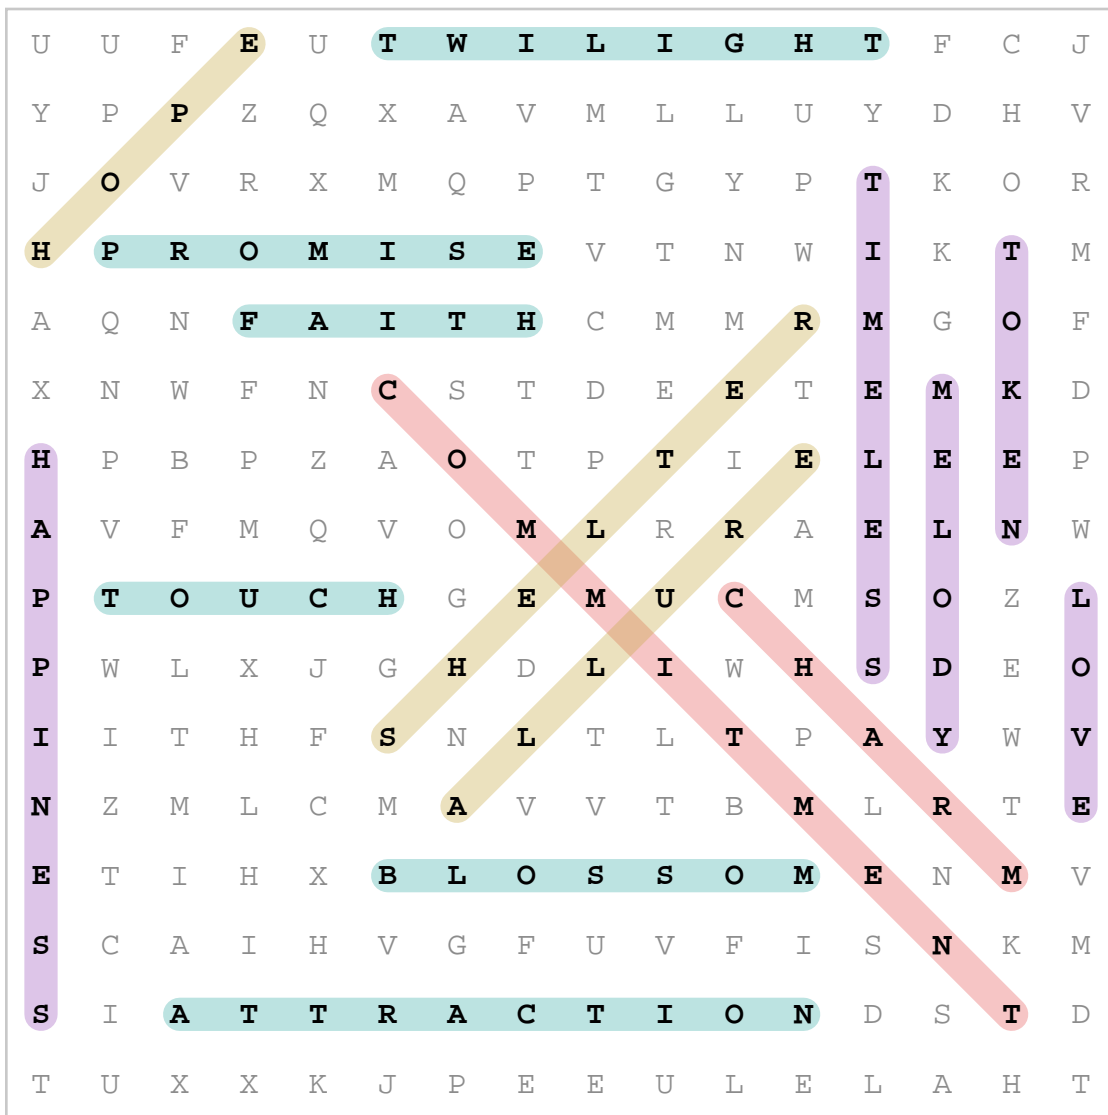 U U F E U T W I L I G H T F C J
Y P P Z Q X A V M L L U Y D H V
J O V R X M Q P T G Y P T K O R
H P R O M I S E V T N W I K T M
A Q N F A I T H C M M R M G O F
X N W F N C S T D E E T E M K D
H P B P Z A O T P T I E L E E P
A V F M Q V O M L R R A E L N W
P T O U C H G E M U C M S O Z L
P W L X J G H D L I W H S D E O
I I T H F S N L T L T P A Y W V
N Z M L C M A V V T B M L R T E
E T I H X B L O S S O M E N M V
S C A I H V G F U V F I S N K M
S I A T T R A C T I O N D S T D
T U X X K J P E E U L E L A H T